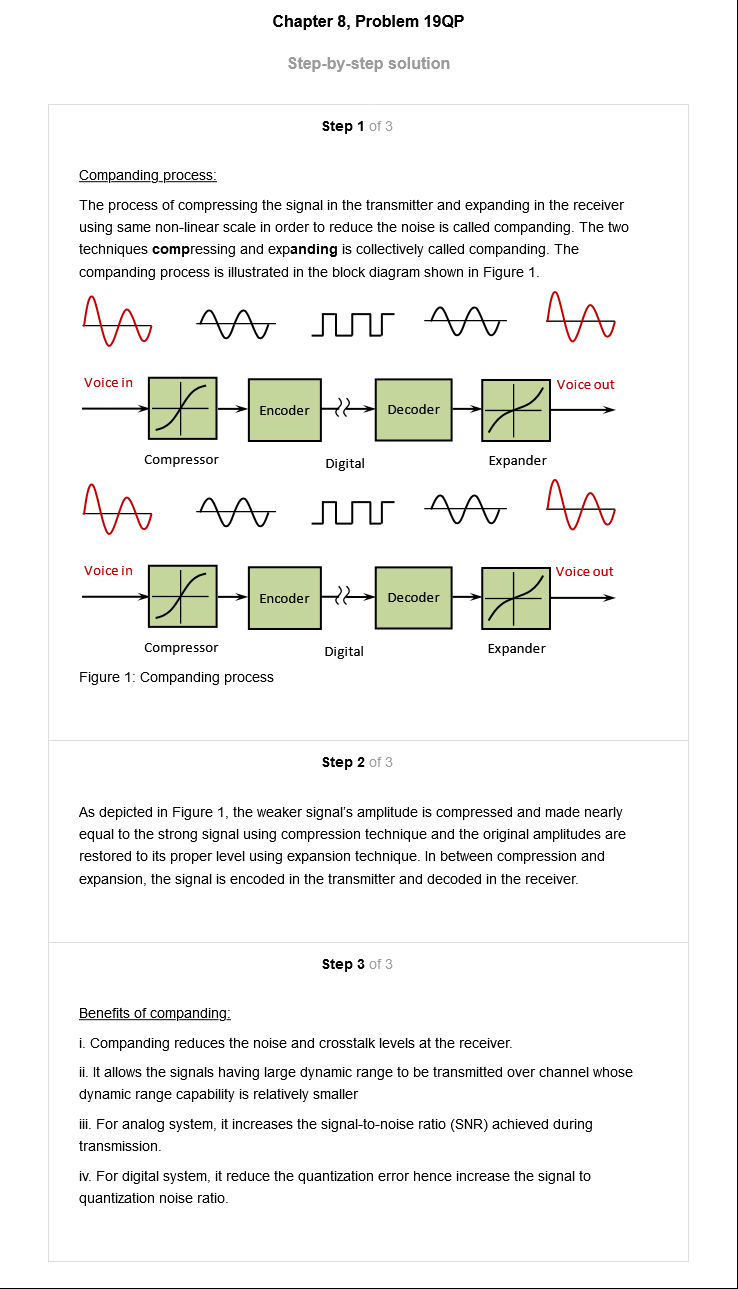 Chapter 8, Problem 19QP
Step-by-step solution
Step 1 of 3
Companding process:
The process of compressing the signal in the transmitter and expanding in the receiver
using same non-linear scale in order to reduce the noise is called companding. The two
techniques compressing and expanding is collectively called companding. The
companding process is illustrated in the block diagram shown in Figure 1.
Voice in
Voice out
Encoder
Decoder
Compressor
Digital
Expander
Voice in
Voice out
Encoder
Decoder
Compressor
Digital
Expander
Figure 1: Companding process
Step 2 of 3
As depicted in Figure 1, the weaker signal's amplitude is compressed and made nearly
equal to the strong signal using compression technique and the original amplitudes are
restored to its proper level using expansion technique. In between compression and
expansion, the signal is encoded in the transmitter and decoded in the receiver.
Step 3 of 3
Benefits of companding:
i. Companding reduces the noise and crosstalk levels at the receiver.
ii. It allows the signals having large dynamic range to be transmitted over channel whose
dynamic range capability is relatively smaller
iii. For analog system, it increases the signal-to-noise ratio (SNR) achieved during
transmission.
iv. For digital system, it reduce the quantization error hence increase the signal to
quantization noise ratio.